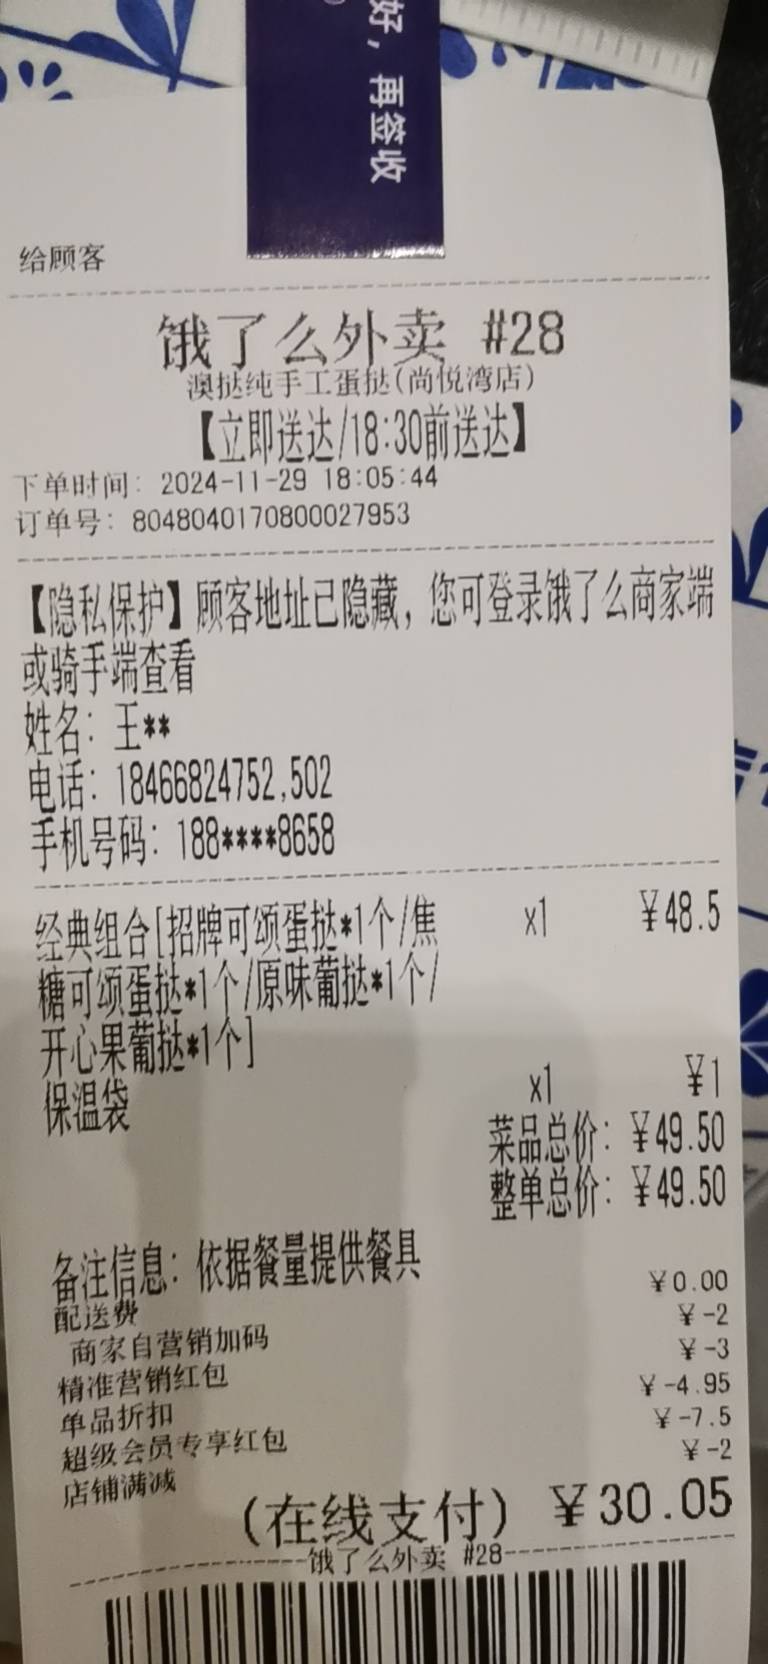 好，再签收
给顾客
饿了么外卖 #28
澳挞纯手工蛋挞(尚悦湾店)
【立即送达/18:30前送达】
下单时间: 2024-11-29 18:05:44
订单号: 8048040170800027953
【隐私保护】顾客地址已隐藏, 您可登录饿了么商家端
或骑手端查看
姓名: 王**
电话: 18466824752,502
手机号码: 188****8658
经典组合[招牌可颂蛋挞*1个/焦 x1 ¥48.5
糖可颂蛋挞*1个/原味葡挞*1个/
开心果葡挞*1个]
保温袋 x1 ¥1
菜品总价: ¥49.50
整单总价: ¥49.50
备注信息: 依据餐量提供餐具
配送费 ¥0.00
商家自营销加码 ¥-2
精准营销红包 ¥-3
单品折扣 ¥-4.95
超级会员专享红包 ¥-7.5
店铺满减 ¥-2
(在线支付) ¥30.05
饿了么外卖 #28